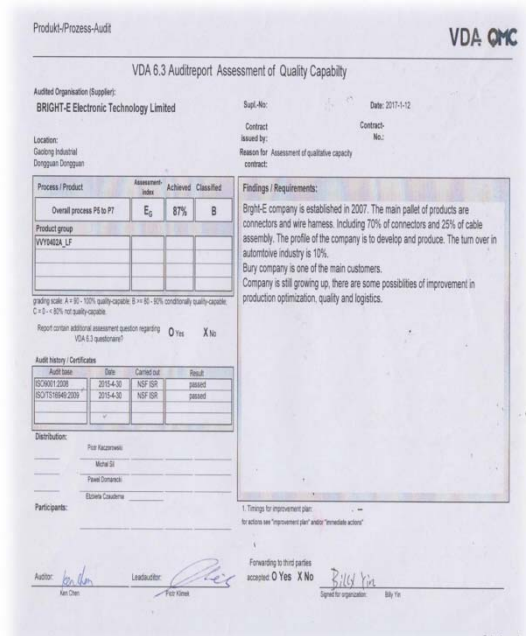 Produkt-/Prozess-Audit
VDA QMC
VDA 6.3 Auditreport Assessment of Quality Capabilty
Audited Organisation (Supplier):
BRIGHT-E Electronic Technology Limited
Supl.-No:
Date: 2017-1-12
Contract issued by:
Contract-No.:
Location:
Gaolong Industrial
Dongguan Dongguan
Reason for contract: Assessment of qualitative capacity
Process / Product
Assessment-Index
Achieved
Classified
Overall process P5 to P7
EG
87%
B
Product group
VVY0402A_LF
grading scale: A = 90 - 100% quality-capable; B >= 80 - 90% conditionally quality-capable;
C = 0 - < 80% not quality-capable.
Report contain additional assessment question regarding
VDA 6.3 questionaire?
O Yes
X No
Findings / Requirements:
Brght-E company is established in 2007. The main pallet of products are
connectors and wire harness. Including 70% of connectors and 25% of cable
assembly. The profile of the company is to develop and produce. The turn over in
automtoive industry is 10%.
Bury company is one of the main customers.
Company is still growing up, there are some possiblities of improvement in
production optimization, quality and logistics.
Audit history / Certificates
Audit base
Date
Carried out
Result
ISO9001:2008
2015-4-30
NSF ISR
passed
ISO/TS16949:2009
2015-4-30
NSF ISR
passed
Distribution:
Piotr Kaczorowski
Michal Sil
Pawel Domarecki
Participants:
1. Timings for improvement plan:
for actions see "improvement plan" and/or "immediate actions"
Forwarding to third parties
accepted: O Yes X No
Auditor:
Ken Chen
Ken Chen
Leadauditor:
Piotr Klimek
Billy Yin
Signed for organization:
Billy Yin